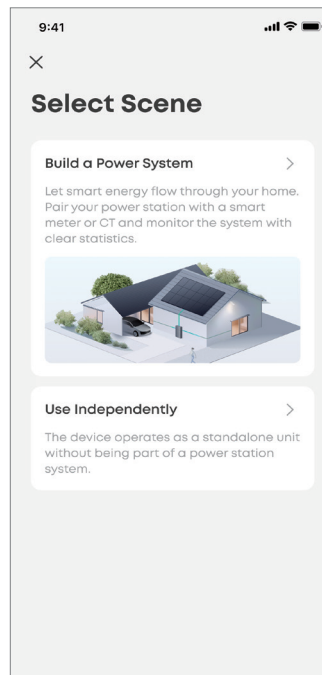 9:41
Select Scene
Build a Power System
Let smart energy flow through your home.
Pair your power station with a smart
meter or CT and monitor the system with
clear statistics.
Use Independently
The device operates as a standalone unit
without being part of a power station
system.